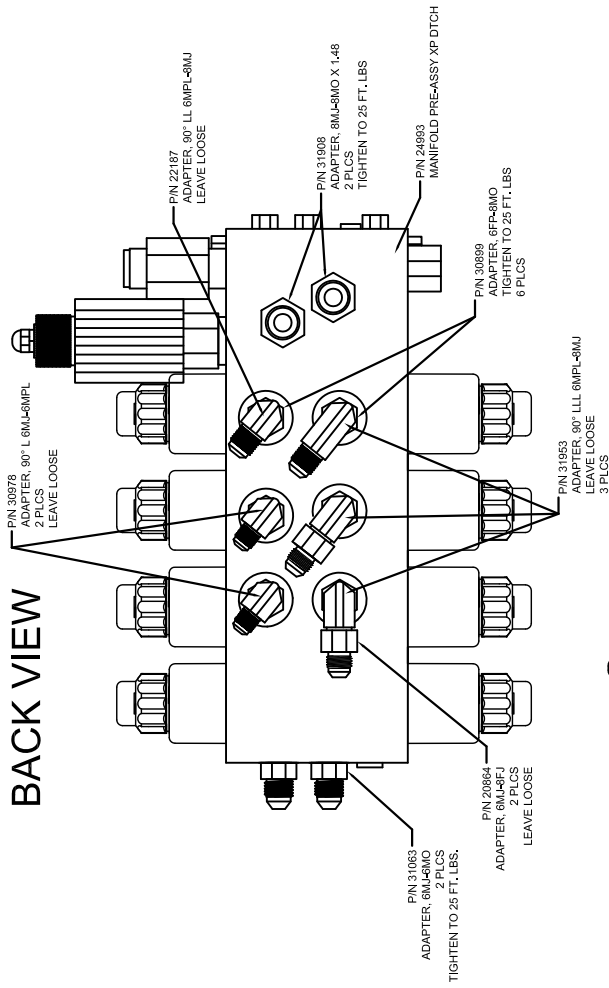 BACK VIEW
P/N 30978
ADAPTER, 90° L 6MJ-6MPL
2 PLCS
LEAVE LOOSE
P/N 22187
ADAPTER, 90° LL 6MPL-8MJ
LEAVE LOOSE
P/N 31908
ADAPTER, 8MJ-8MO X 1.48
2 PLCS
TIGHTEN TO 25 FT. LBS
P/N 24993
MANIFOLD PRE-ASSY XP DTCH
P/N 30899
ADAPTER, 6FP-8MO
TIGHTEN TO 25 FT. LBS
6 PLCS
P/N 31953
ADAPTER, 90° LLL 6MPL-8MJ
LEAVE LOOSE
3 PLCS
P/N 20864
ADAPTER, 6MJ-8FJ
2 PLCS
LEAVE LOOSE
P/N 31063
ADAPTER, 6MJ-6MO
2 PLCS
TIGHTEN TO 25 FT. LBS.